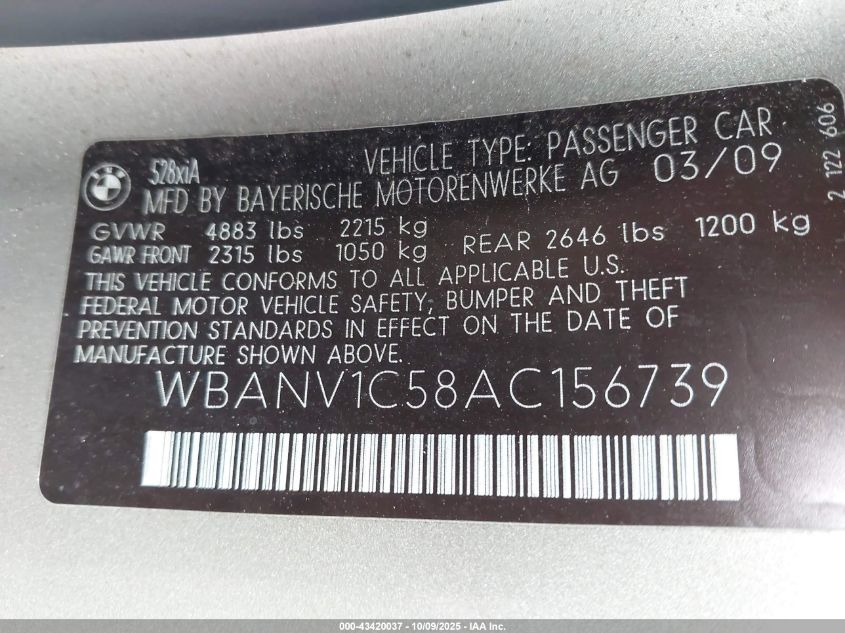 BMW
528xiA
VEHICLE TYPE: PASSENGER CAR
MFD BY BAYERISCHE MOTORENWERKE AG 03/09
GVWR 4883 lbs 2215 kg
GAWR FRONT 2315 lbs 1050 kg REAR 2646 lbs 1200 kg
THIS VEHICLE CONFORMS TO ALL APPLICABLE U.S.
FEDERAL MOTOR VEHICLE SAFETY, BUMPER AND THEFT
PREVENTION STANDARDS IN EFFECT ON THE DATE OF
MANUFACTURE SHOWN ABOVE.
WBANV1C58AC156739
2 122 606
000-43420037 - 10/09/2025 - IAA Inc.